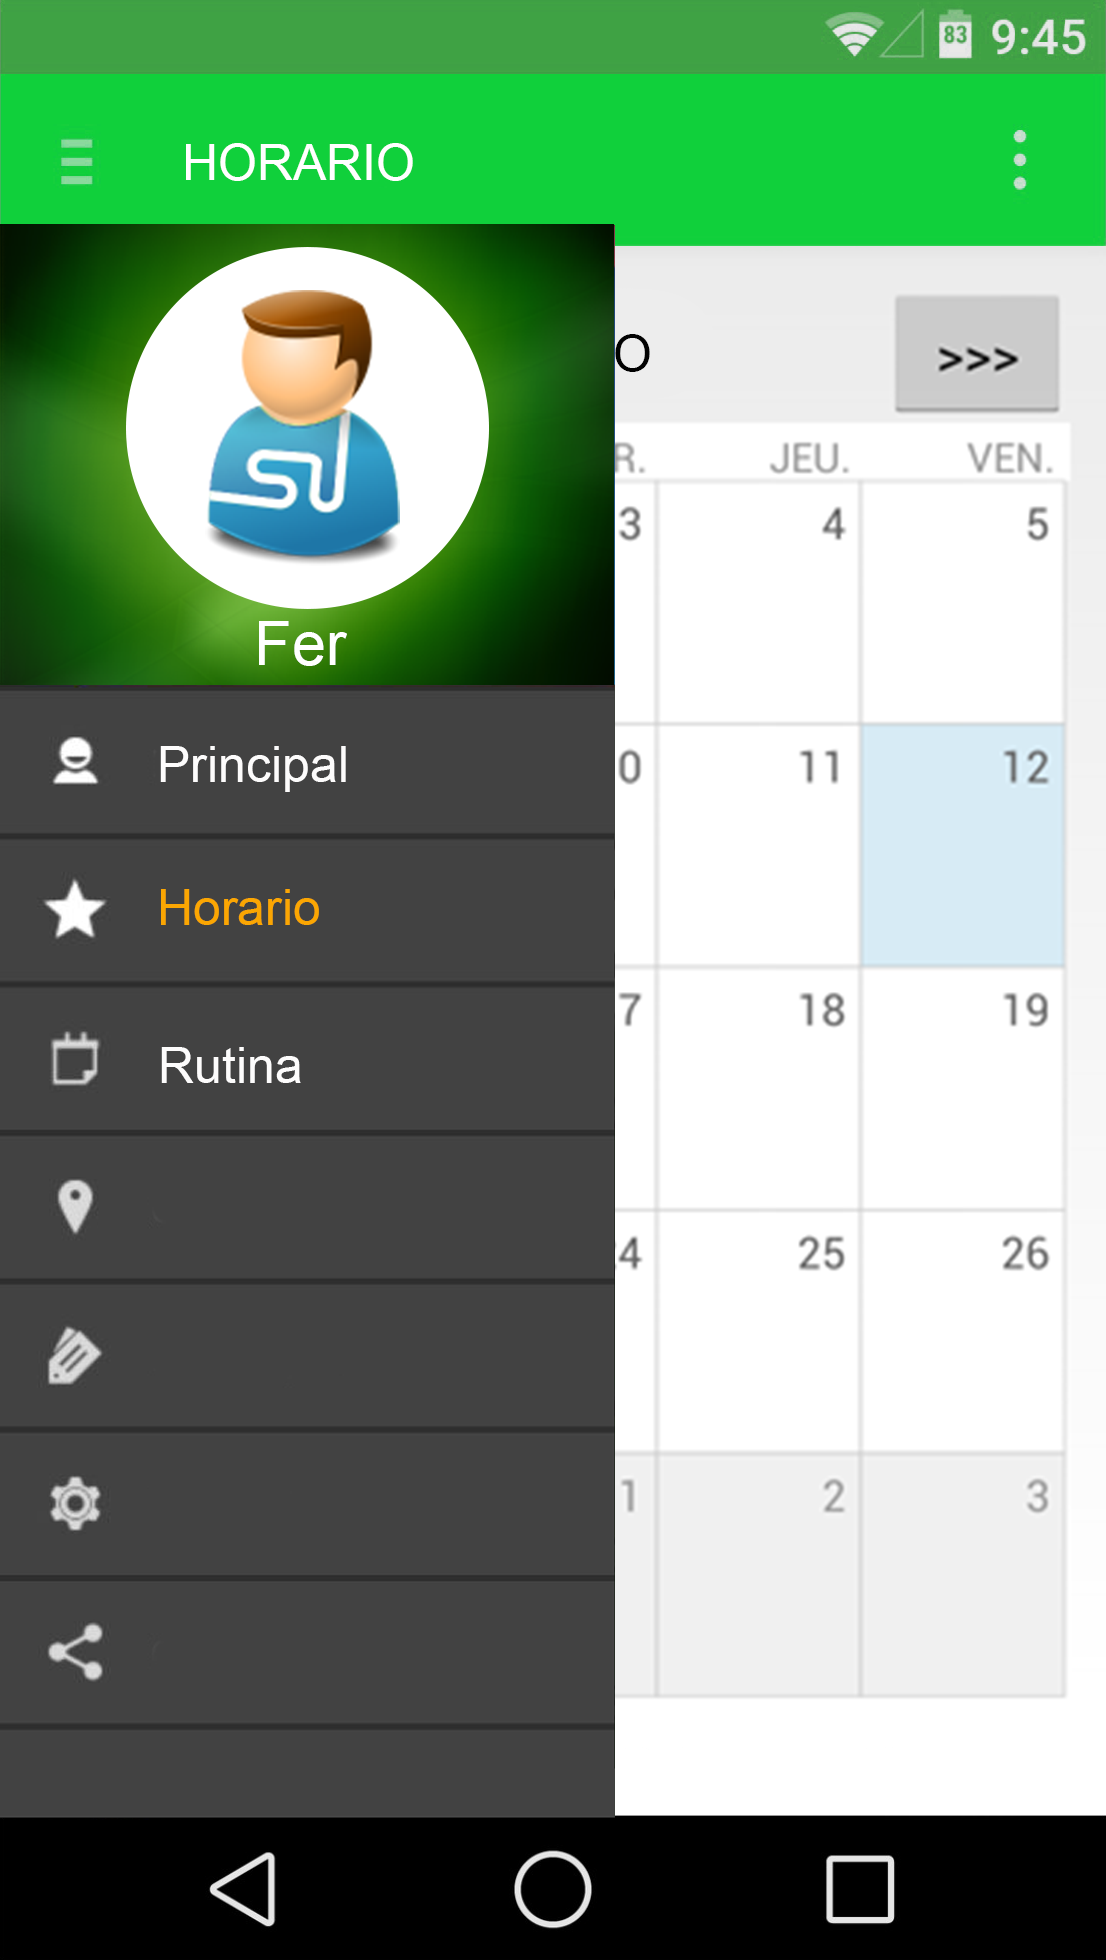 83 9:45
HORARIO
O >>>
R. JEU. VEN.
3 4 5
Fer
0 11 12
Principal
Horario
7 18 19
Rutina
4 25 26
1 2 3